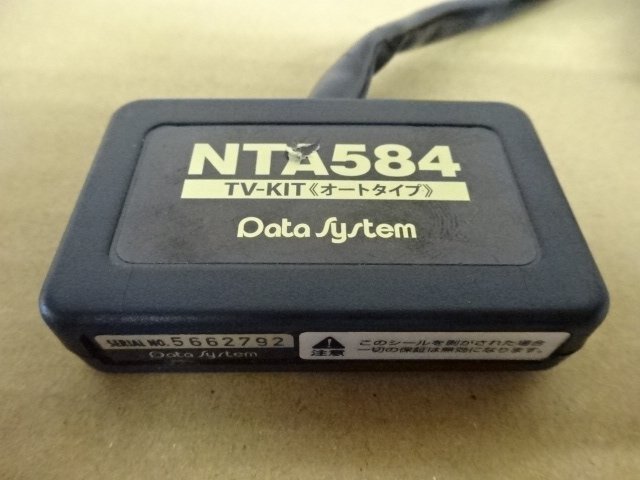 NTA584
TV-KIT《オートタイプ》
Data System
SERIAL NO. 5662792
Data System
注意
このシールを剥がされた場合
一切の保証は無効になります。